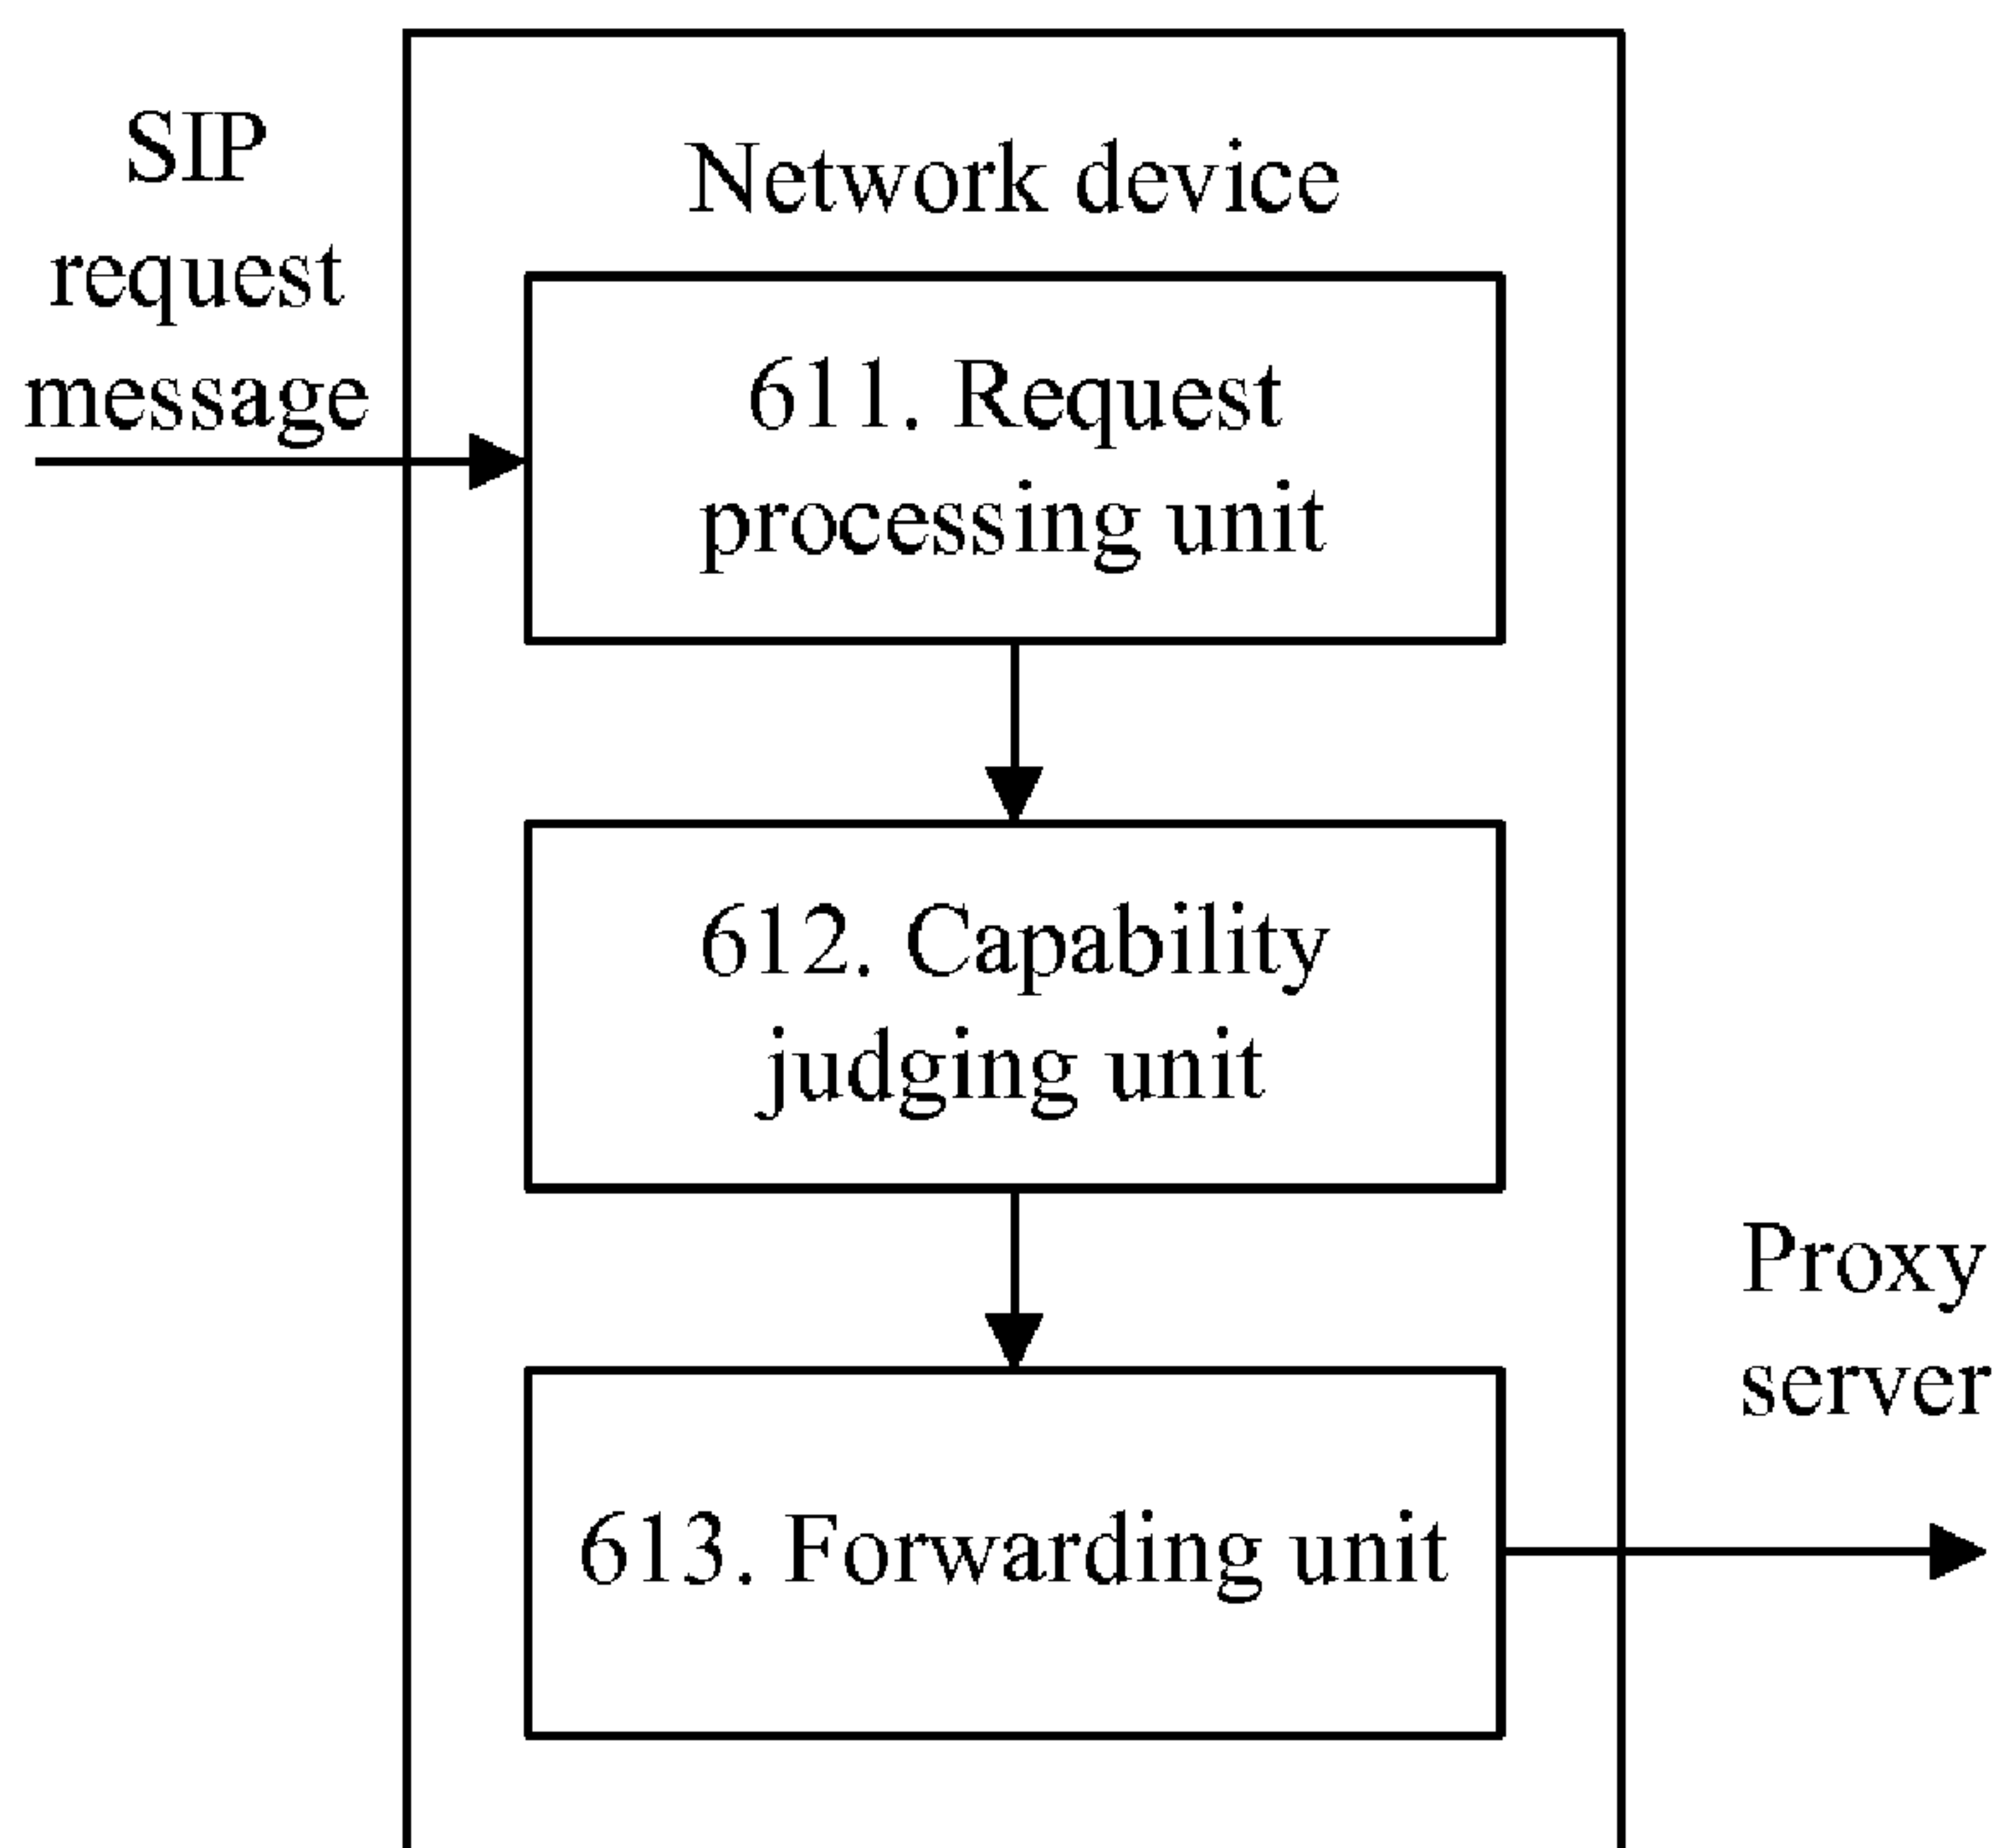 SIP
request
message
Network device
611. Request
processing unit
612. Capability
judging unit
Proxy
server
613. Forwarding unit